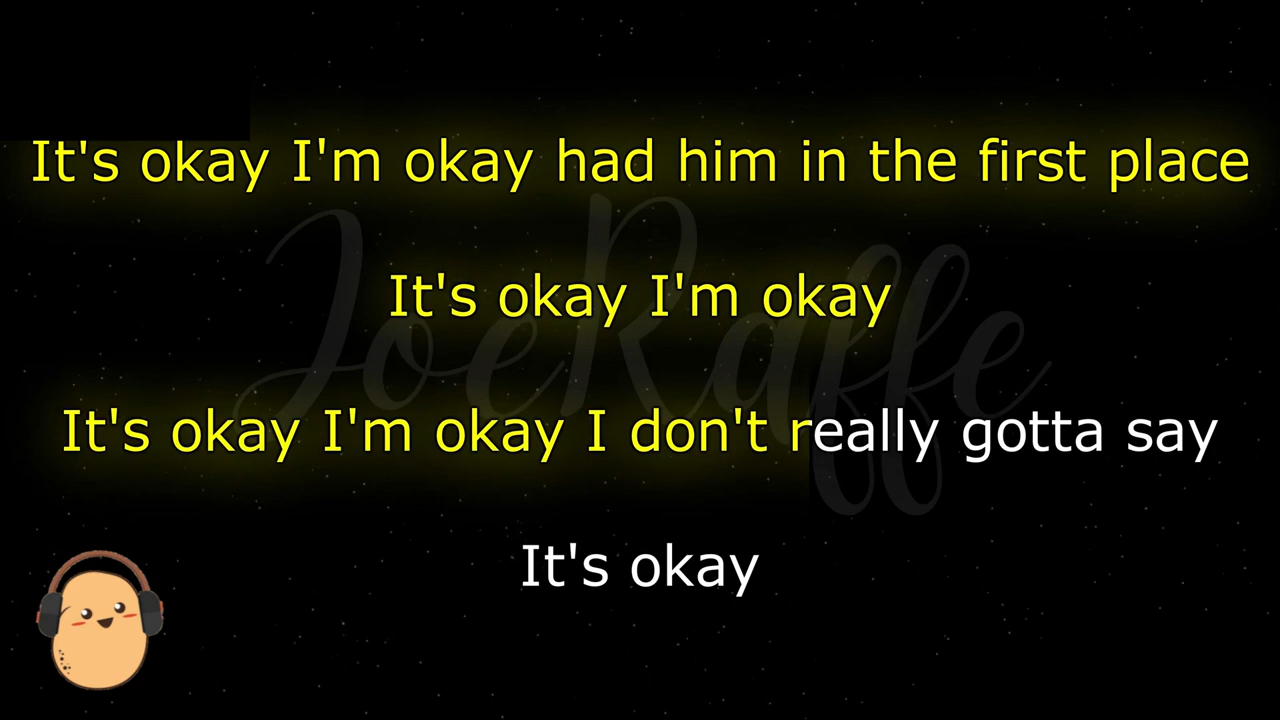 It's okay I'm okay had him in the first place
It's okay I'm okay
JoeRaffe
It's okay I'm okay I don't really gotta say
It's okay